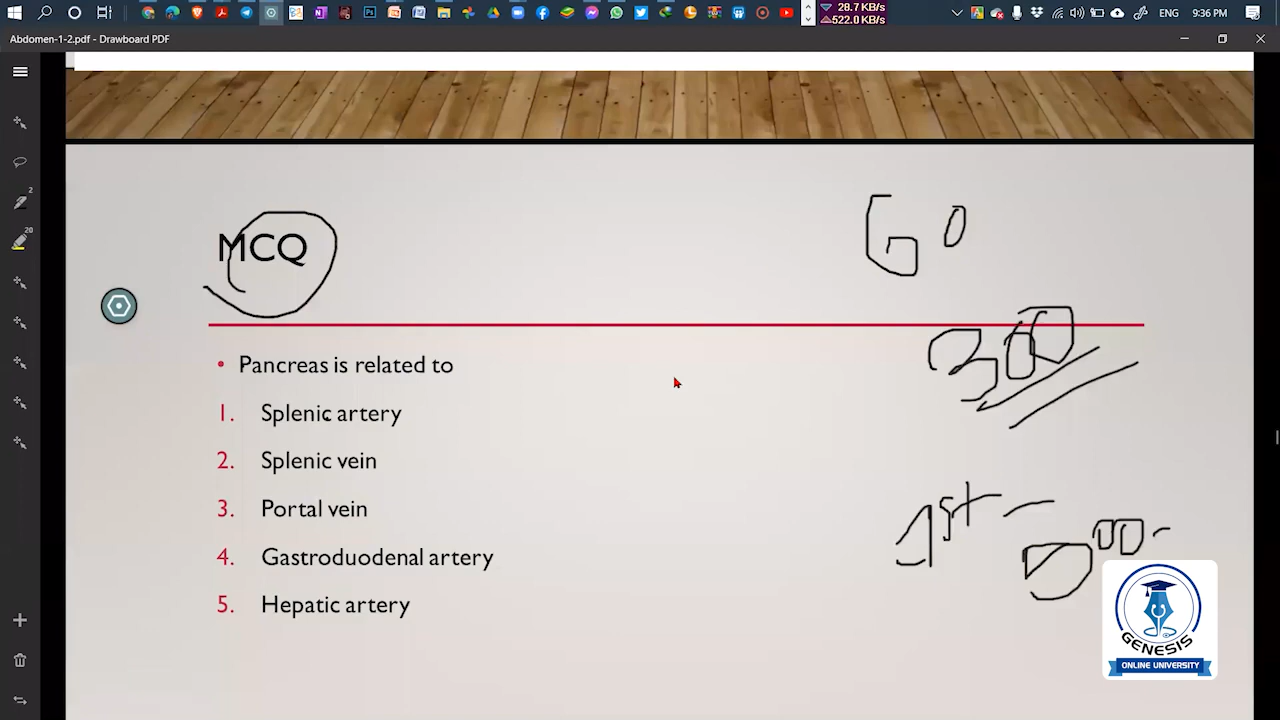 28.7 KB/s
522.0 KB/s
ENG
9:36 PM
Abdomen-1-2.pdf - Drawboard PDF
2
20
MCQ
60
300
Pancreas is related to
1. Splenic artery
2. Splenic vein
3. Portal vein
4. Gastroduodenal artery
5. Hepatic artery
1st - 500-
GENESIS
ONLINE UNIVERSITY